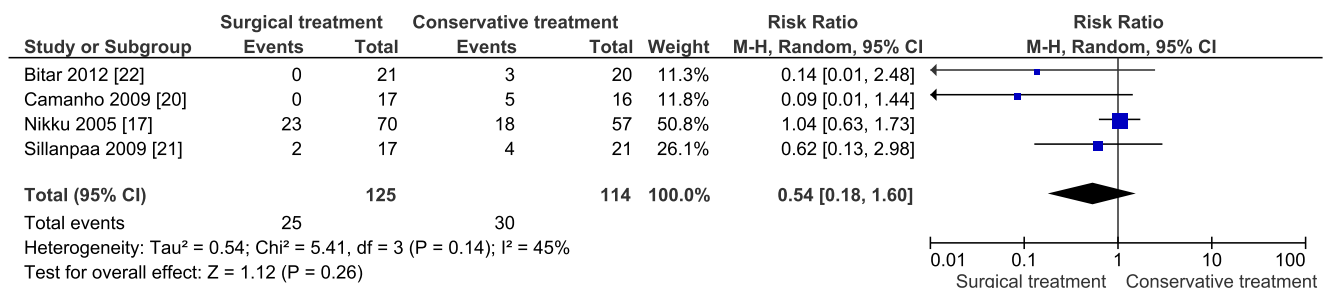 Surgical treatment Conservative treatment Risk Ratio Risk Ratio
Study or Subgroup Events Total Events Total Weight M-H, Random, 95% CI M-H, Random, 95% CI
Bitar 2012 [22] 0 21 3 20 11.3% 0.14 [0.01, 2.48]
Camanho 2009 [20] 0 17 5 16 11.8% 0.09 [0.01, 1.44]
Nikku 2005 [17] 23 70 18 57 50.8% 1.04 [0.63, 1.73]
Sillanpaa 2009 [21] 2 17 4 21 26.1% 0.62 [0.13, 2.98]
Total (95% CI) 125 114 100.0% 0.54 [0.18, 1.60]
Total events 25 30
Heterogeneity: Tau² = 0.54; Chi² = 5.41, df = 3 (P = 0.14); I² = 45%
Test for overall effect: Z = 1.12 (P = 0.26)
0.01 0.1 1 10 100
Surgical treatment Conservative treatment